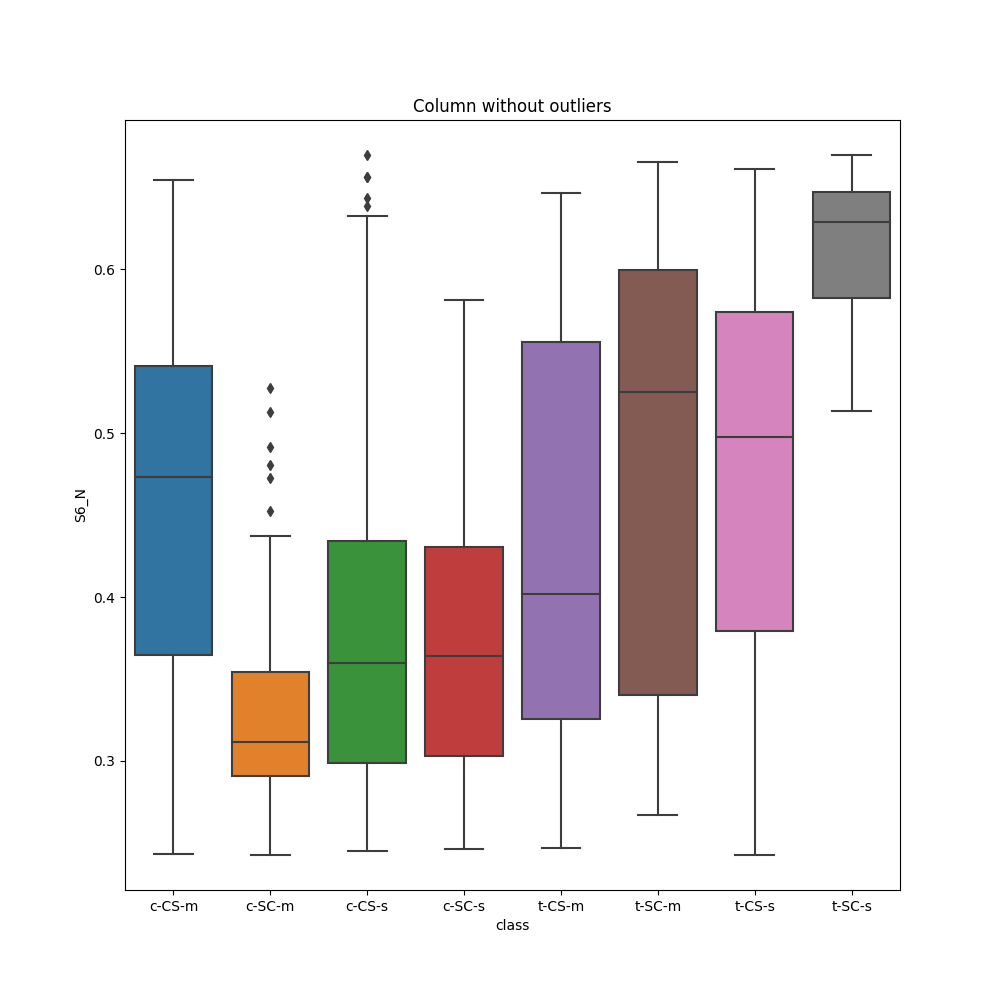 Column without outliers
S6_N
0.6
0.5
0.4
0.3
c-CS-m c-SC-m c-CS-s c-SC-s t-CS-m t-SC-m t-CS-s t-SC-s
class